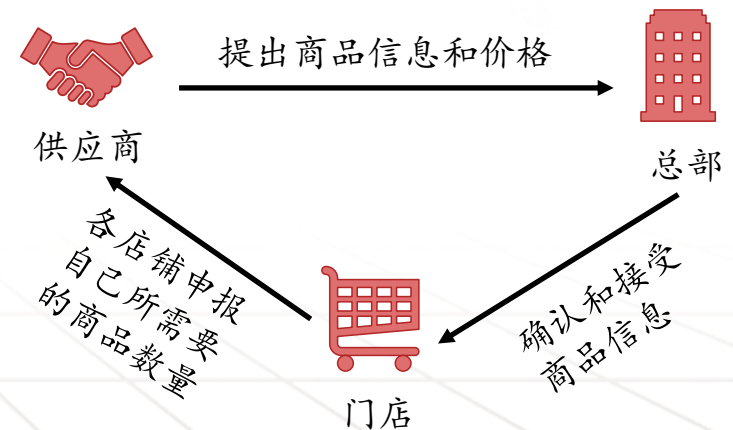 提出商品信息和价格
供应商
总部
各店铺申报
自己所需要
的商品数量
确认和接受
商品信息
门店